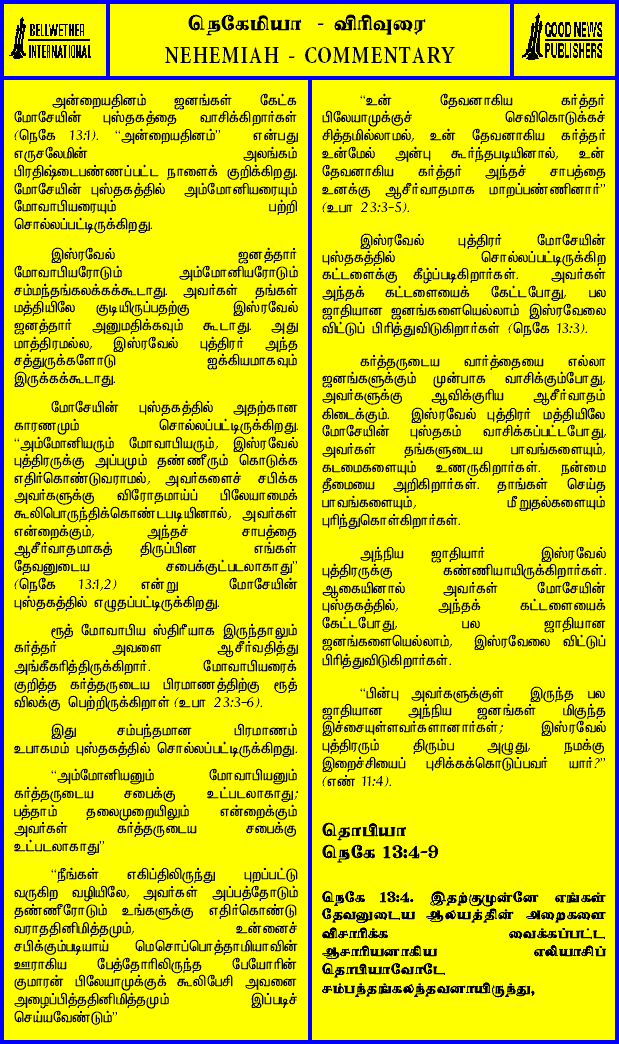 BELLWETHER
INTERNATIONAL
நெகேமியா - விரிவுரை
NEHEMIAH - COMMENTARY
GOOD NEWS
PUBLISHERS
அன்றையதினம் ஜனங்கள் கேட்க
மோசேயின் புஸ்தகத்தை வாசிக்கிறார்கள்
(நெகே 13:1). “அன்றையதினம்” என்பது
எருசலேமின் அலங்கம்
பிரதிஷ்டைபண்ணப்பட்ட நாளைக் குறிக்கிறது.
மோசேயின் புஸ்தகத்தில் அம்மோனியரையும்
மோவாபியரையும் பற்றி
சொல்லப்பட்டிருக்கிறது.
இஸ்ரவேல் ஜனத்தார்
மோவாபியரோடும் அம்மோனியரோடும்
சம்மந்தங்கலக்கக்கூடாது. அவர்கள் தங்கள்
மத்தியிலே குடியிருப்பதற்கு இஸ்ரவேல்
ஜனத்தார் அனுமதிக்கவும் கூடாது. அது
மாத்திரமல்ல, இஸ்ரவேல் புத்திரர் அந்த
சத்துருக்களோடு ஐக்கியமாகவும்
இருக்கக்கூடாது.
மோசேயின் புஸ்தகத்தில் அதற்கான
காரணமும் சொல்லப்பட்டிருக்கிறது.
“அம்மோனியரும் மோவாபியரும், இஸ்ரவேல்
புத்திரருக்கு அப்பமும் தண்ணீரும் கொடுக்க
எதிர்கொண்டுவராமல், அவர்களைச் சபிக்க
அவர்களுக்கு விரோதமாய்ப் பிலேயாமைக்
கூலிபொருந்திக்கொண்டபடியினால், அவர்கள்
என்றைக்கும், அந்தச் சாபத்தை
ஆசீர்வாதமாகத் திருப்பின எங்கள்
தேவனுடைய சபைக்குட்படலாகாது”
(நெகே 13:1,2) என்று மோசேயின்
புஸ்தகத்தில் எழுதப்பட்டிருக்கிறது.
ரூத் மோவாபிய ஸ்திரீயாக இருந்தாலும்
கர்த்தர் அவளை ஆசீர்வதித்து
அங்கீகரித்திருக்கிறார். மோவாபியரைக்
குறித்த கர்த்தருடைய பிரமாணத்திற்கு ரூத்
விலக்கு பெற்றிருக்கிறாள் (உபா 23:3-6).
இது சம்பந்தமான பிரமாணம்
உபாகமம் புஸ்தகத்தில் சொல்லப்பட்டிருக்கிறது.
“அம்மோனியனும் மோவாபியனும்
கர்த்தருடைய சபைக்கு உட்படலாகாது;
பத்தாம் தலைமுறையிலும் என்றைக்கும்
அவர்கள் கர்த்தருடைய சபைக்கு
உட்படலாகாது”
“நீங்கள் எகிப்திலிருந்து புறப்பட்டு
வருகிற வழியிலே, அவர்கள் அப்பத்தோடும்
தண்ணீரோடும் உங்களுக்கு எதிர்கொண்டு
வராததினிமித்தமும், உன்னைச்
சபிக்கும்படியாய் மெசொப்பொத்தாமியாவின்
ஊராகிய பேத்தோரிலிருந்த பேயோரின்
குமாரன் பிலேயாமுக்குக் கூலிபேசி அவனை
அழைப்பித்ததினிமித்தமும் இப்படிச்
செய்யவேண்டும்”
“உன் தேவனாகிய கர்த்தர்
பிலேயாமுக்குச் செவிகொடுக்கச்
சித்தமில்லாமல், உன் தேவனாகிய கர்த்தர்
உன்மேல் அன்பு கூர்ந்தபடியினால், உன்
தேவனாகிய கர்த்தர் அந்தச் சாபத்தை
உனக்கு ஆசீர்வாதமாக மாறப்பண்ணினார்”
(உபா 23:3-5).
இஸ்ரவேல் புத்திரர் மோசேயின்
புஸ்தகத்தில் சொல்லப்பட்டிருக்கிற
கட்டளைக்கு கீழ்ப்படிகிறார்கள். அவர்கள்
அந்தக் கட்டளையைக் கேட்டபோது, பல
ஜாதியான ஜனங்களையெல்லாம் இஸ்ரவேலை
விட்டுப் பிரித்துவிடுகிறார்கள் (நெகே 13:3).
கர்த்தருடைய வார்த்தையை எல்லா
ஜனங்களுக்கும் முன்பாக வாசிக்கும்போது,
அவர்களுக்கு ஆவிக்குரிய ஆசீர்வாதம்
கிடைக்கும். இஸ்ரவேல் புத்திரர் மத்தியிலே
மோசேயின் புஸ்தகம் வாசிக்கப்பட்டபோது,
அவர்கள் தங்களுடைய பாவங்களையும்,
கடமைகளையும் உணருகிறார்கள். நன்மை
தீமையை அறிகிறார்கள். தாங்கள் செய்த
பாவங்களையும், மீறுதல்களையும்
புரிந்துகொள்கிறார்கள்.
அந்நிய ஜாதியார் இஸ்ரவேல்
புத்திரருக்கு கண்ணியாயிருக்கிறார்கள்.
ஆகையினால் அவர்கள் மோசேயின்
புஸ்தகத்தில், அந்தக் கட்டளையைக்
கேட்டபோது, பல ஜாதியான
ஜனங்களையெல்லாம், இஸ்ரவேலை விட்டுப்
பிரித்துவிடுகிறார்கள்.
“பின்பு அவர்களுக்குள் இருந்த பல
ஜாதியான அந்நிய ஜனங்கள் மிகுந்த
இச்சையுள்ளவர்களானார்கள்; இஸ்ரவேல்
புத்திரரும் திரும்ப அழுது, நமக்கு
இறைச்சியைப் புசிக்கக்கொடுப்பவர் யார்?”
(எண் 11:4).
தொபியா
நெகே 13:4-9
நெகே 13:4. இதற்குமுன்னே எங்கள்
தேவனுடைய ஆலயத்தின் அறைகளை
விசாரிக்க வைக்கப்பட்ட
ஆசாரியனாகிய எலியாசிப்
தொபியாவோடே
சம்பந்தங்கலந்தவனாயிருந்து,